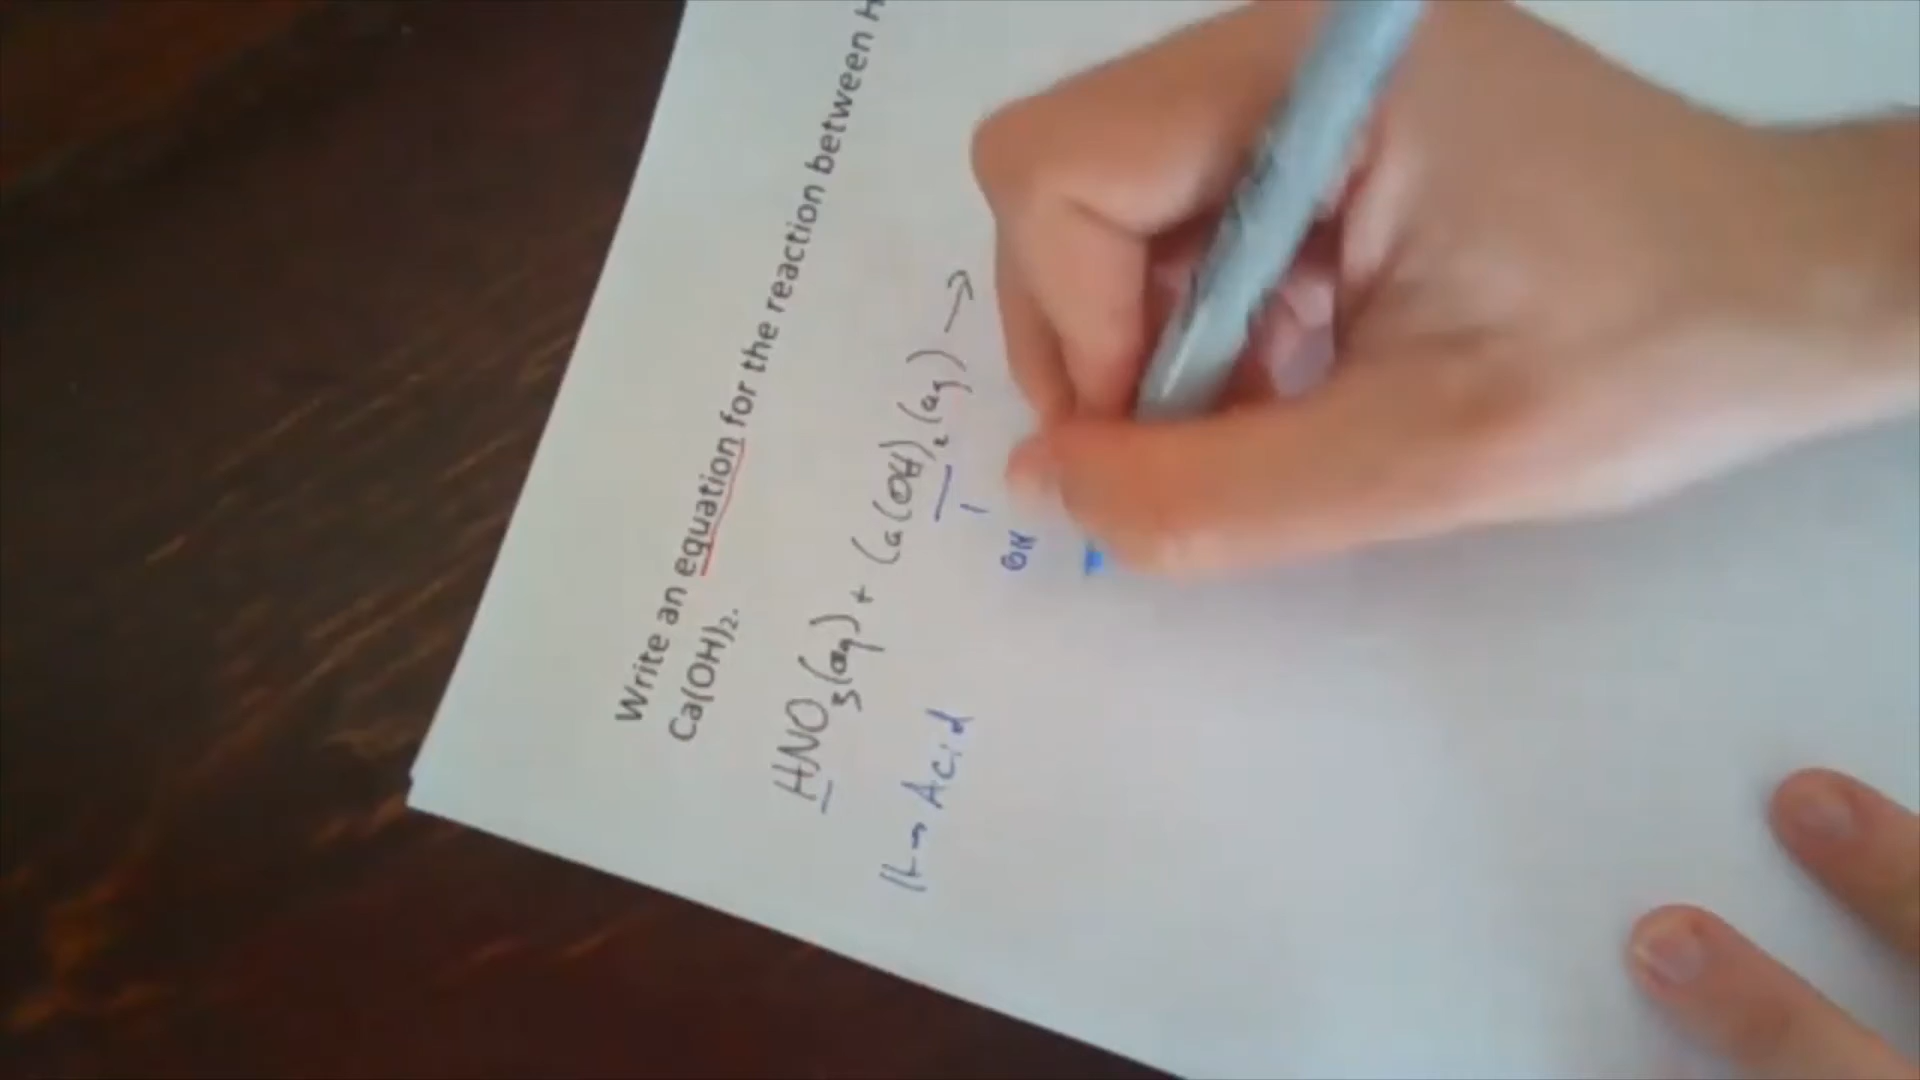 Write an equation for the reaction between H
Ca(OH)₂.
HNO₃(aq) + Ca(OH)₂(aq) →
H → Acid
OH